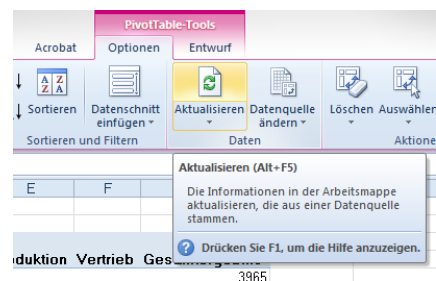 PivotTable-Tools
Acrobat Optionen Entwurf
A Z
Z A
Sortieren Datenschnitt Aktualisieren Datenquelle Löschen Auswählen
einfügen ändern
Sortieren und Filtern Daten Aktione
Aktualisieren (Alt+F5)
E F
Die Informationen in der Arbeitsmappe
aktualisieren, die aus einer Datenquelle
stammen.
Drücken Sie F1, um die Hilfe anzuzeigen.
oduktion Vertrieb
3965